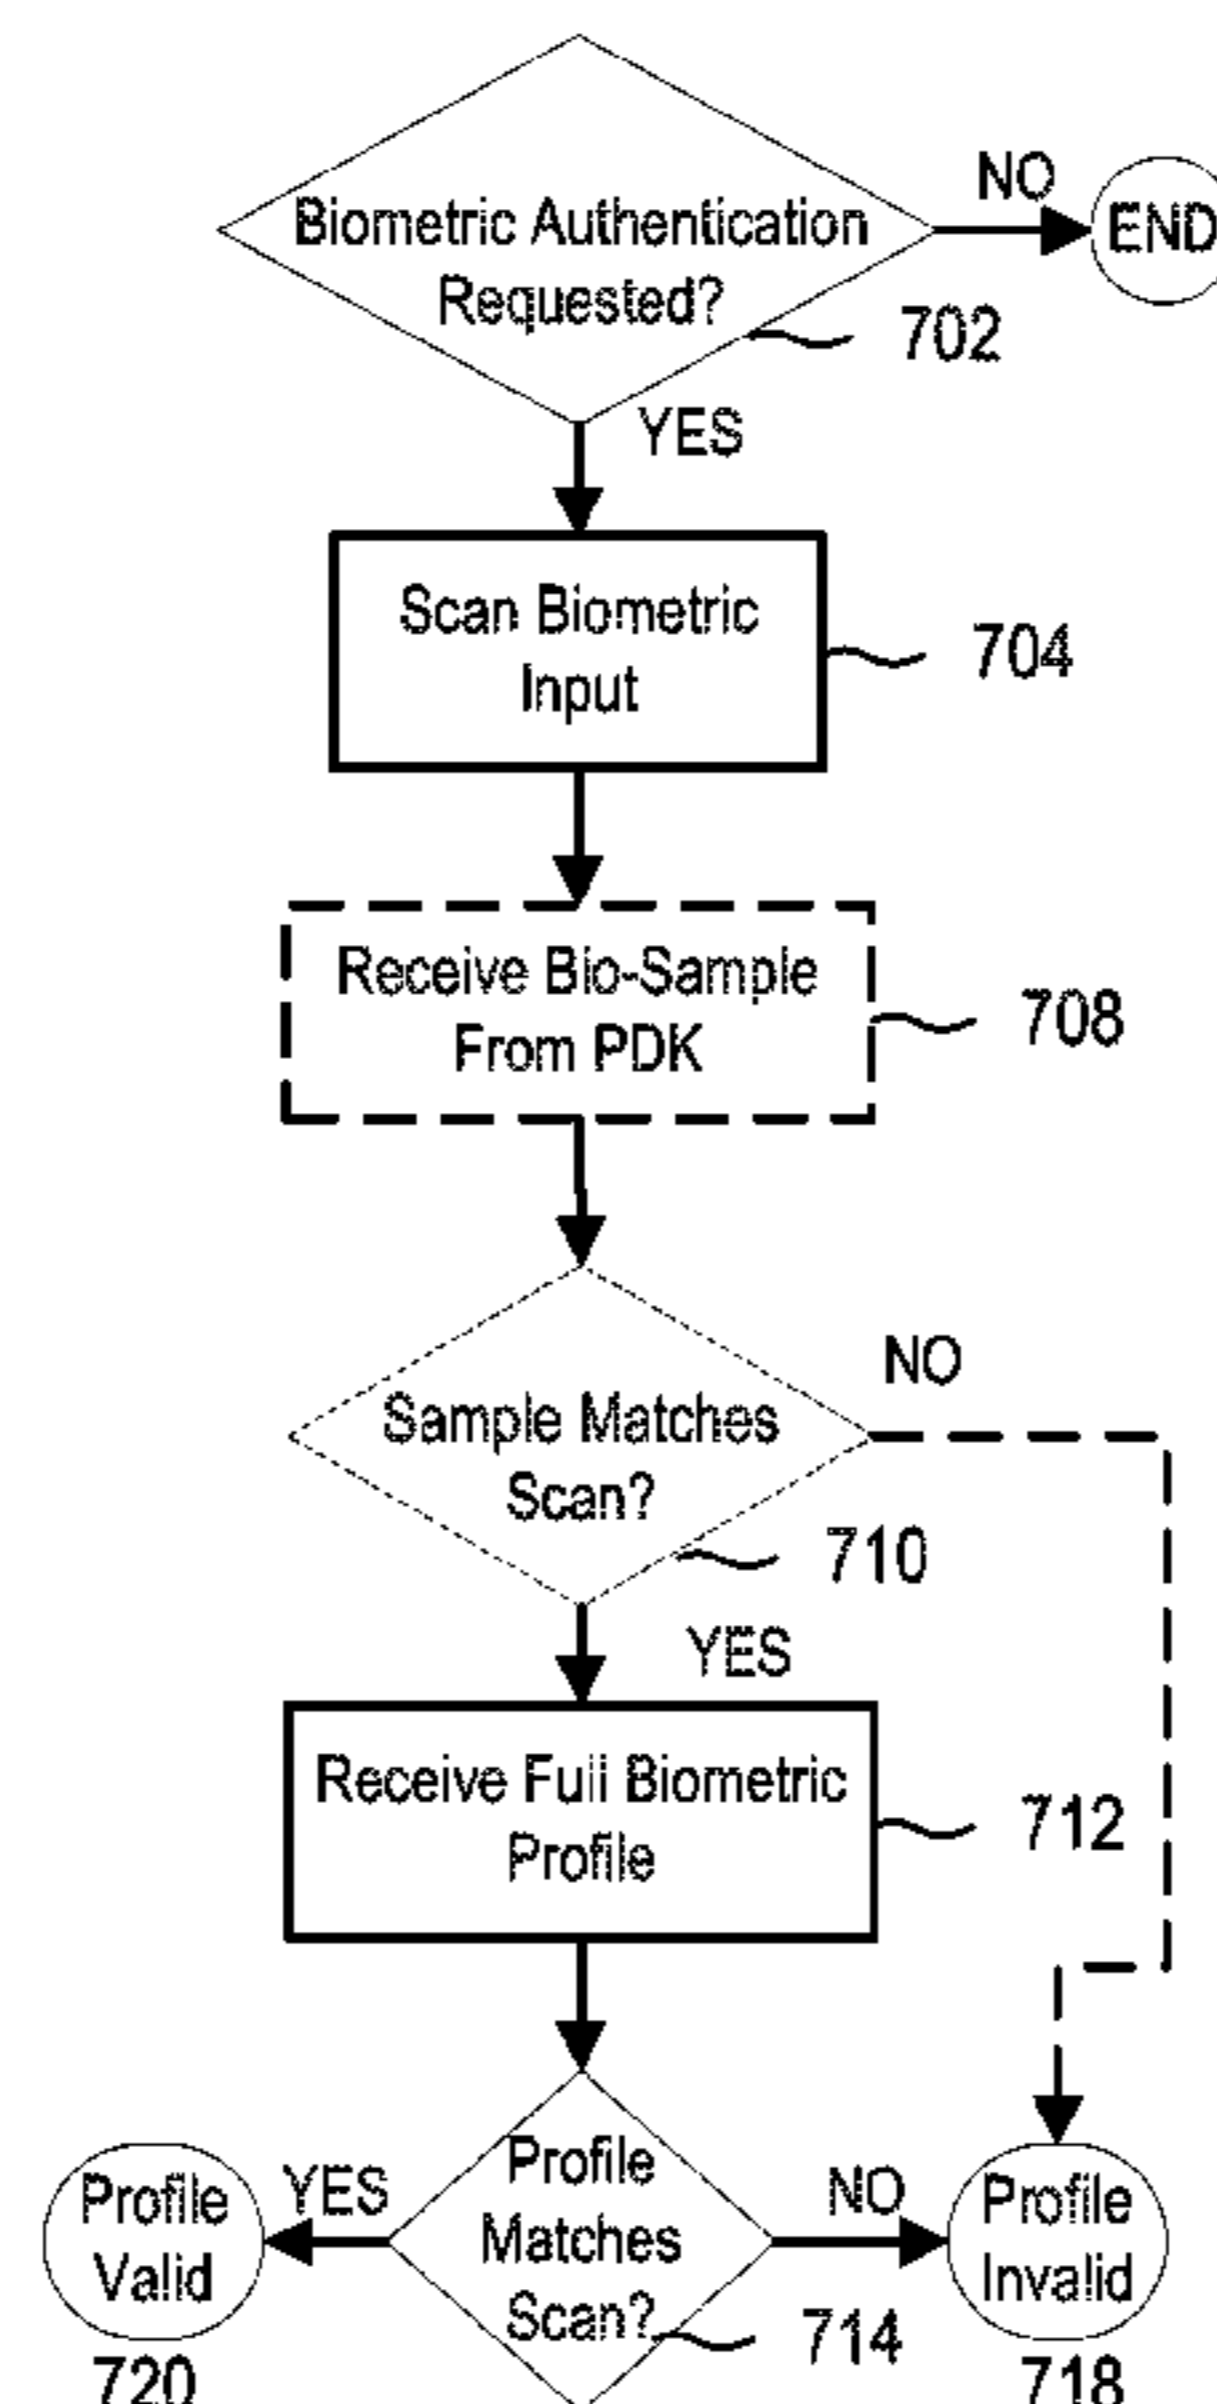 NO
END
Biometric Authentication
Requested?
702
YES
Scan Biometric
Input
704
Receive Bio-Sample
From PDK
708
NO
Sample Matches
Scan?
710
YES
Receive Full Biometric
Profile
712
Profile
Matches
Scan?
714
YES
Profile
Valid
720
NO
Profile
Invalid
718